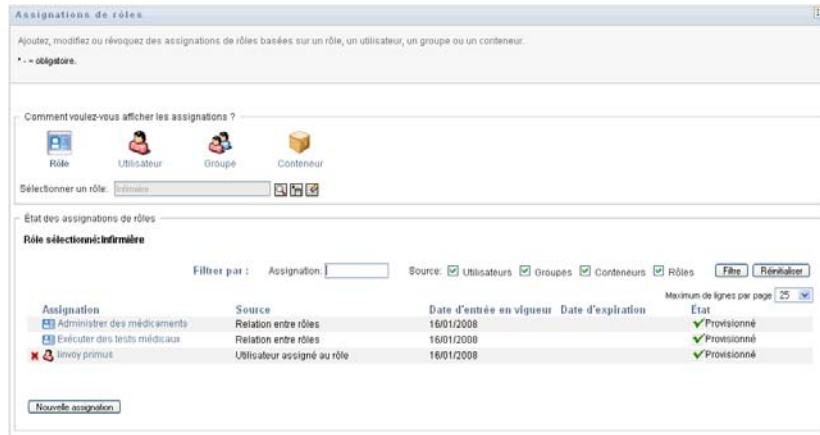 Assignations de rôles
Ajoutez, modifiez ou révoquez des assignations de rôles basées sur un rôle, un utilisateur, un groupe ou un conteneur.
* - = obligatoire.
Comment voulez-vous afficher les assignations ?
Rôle Utilisateur Groupe Conteneur
Sélectionner un rôle: Infirmière
État des assignations de rôles
Rôle sélectionné:Infirmière
Filtrer par : Assignation: Source: Utilisateurs Groupes Conteneurs Rôles Filtre Réinitialiser
Maximum de lignes par page 25
Assignation Source Date d'entrée en vigueur Date d'expiration État
Administrer des médicaments Relation entre rôles 16/01/2008 Provisionné
Exécuter des tests médicaux Relation entre rôles 16/01/2008 Provisionné
linvoy primus Utilisateur assigné au rôle 16/01/2008 Provisionné
Nouvelle assignation